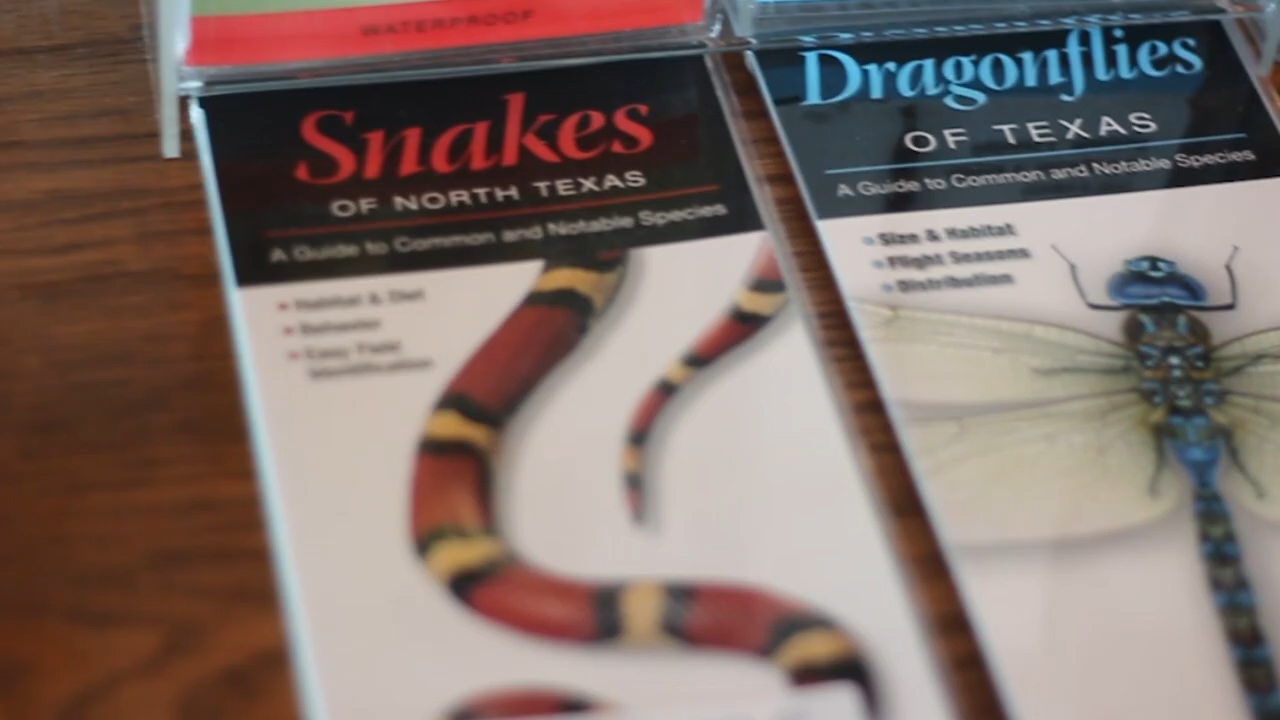 WATERPROOF
Snakes
OF NORTH TEXAS
A Guide to Common and Notable Species
• Habitat & Diet
• Behavior
• Easy Field
Identification
Dragonflies
OF TEXAS
A Guide to Common and Notable Species
• Size & Habitat
• Flight Seasons
• Distribution